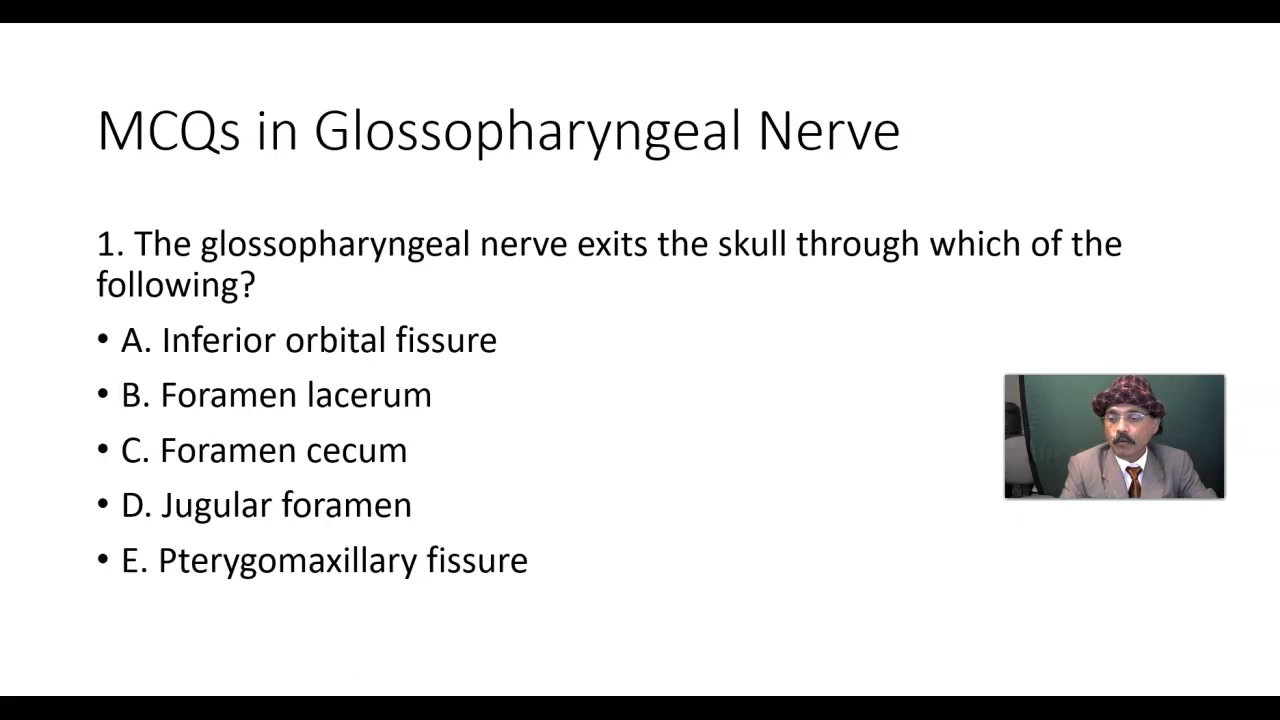 MCQs in Glossopharyngeal Nerve
1. The glossopharyngeal nerve exits the skull through which of the
following?
• A. Inferior orbital fissure
• B. Foramen lacerum
• C. Foramen cecum
• D. Jugular foramen
• E. Pterygomaxillary fissure